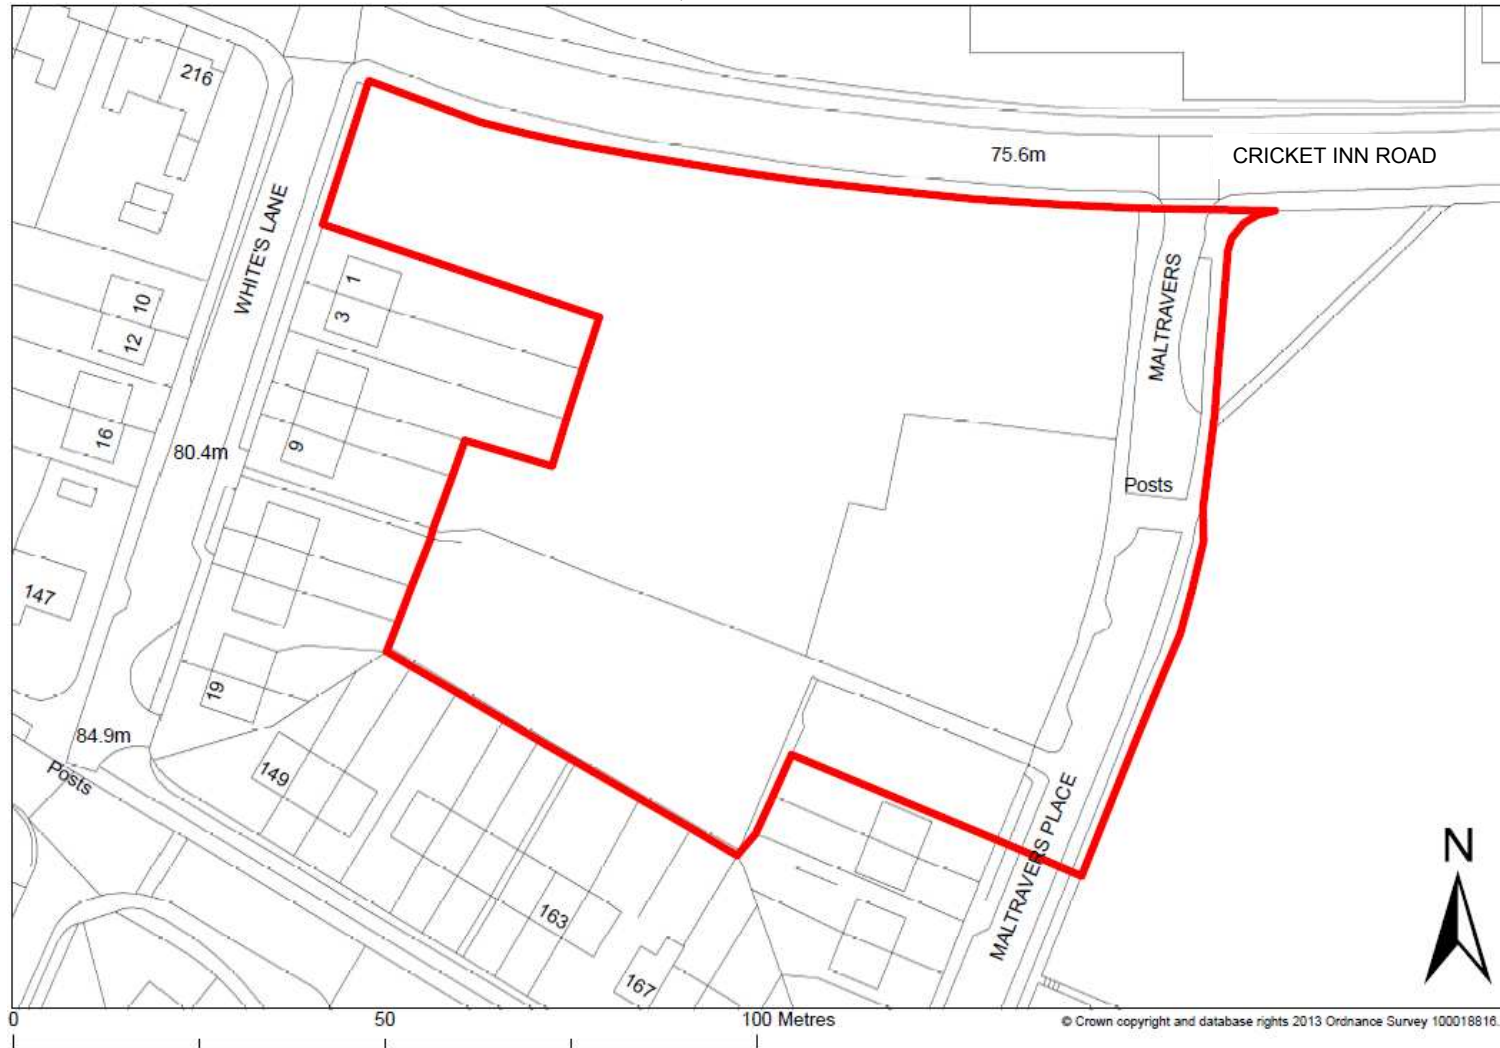 216
75.6m
CRICKET INN ROAD
WHITE'S LANE
1
3
10
12
MALTRAVERS
16
9
80.4m
Posts
147
19
84.9m
Posts
149
MALTRAVERS PLACE
N
163
167
0 50 100 Metres
© Crown copyright and database rights 2013 Ordnance Survey 100018816.